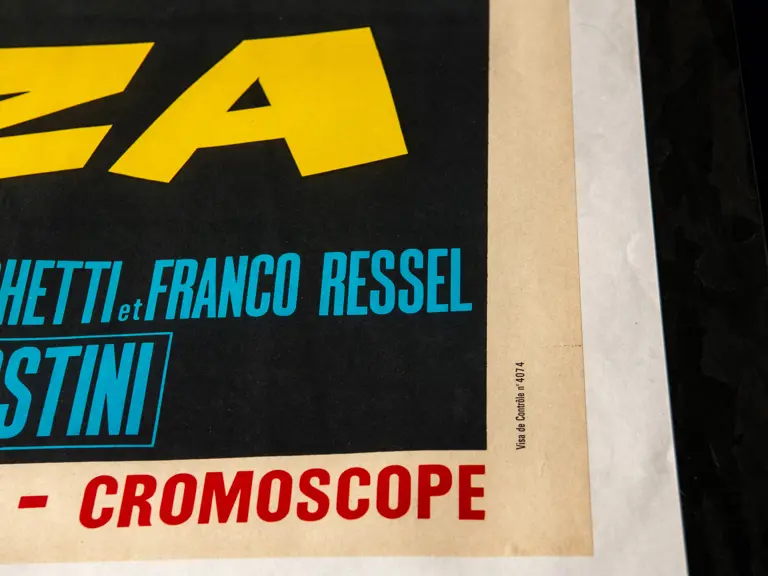 ZA
HETTI et FRANCO RESSEL
STINI
- CROMOSCOPE
Visa de Contrôle n° 4074